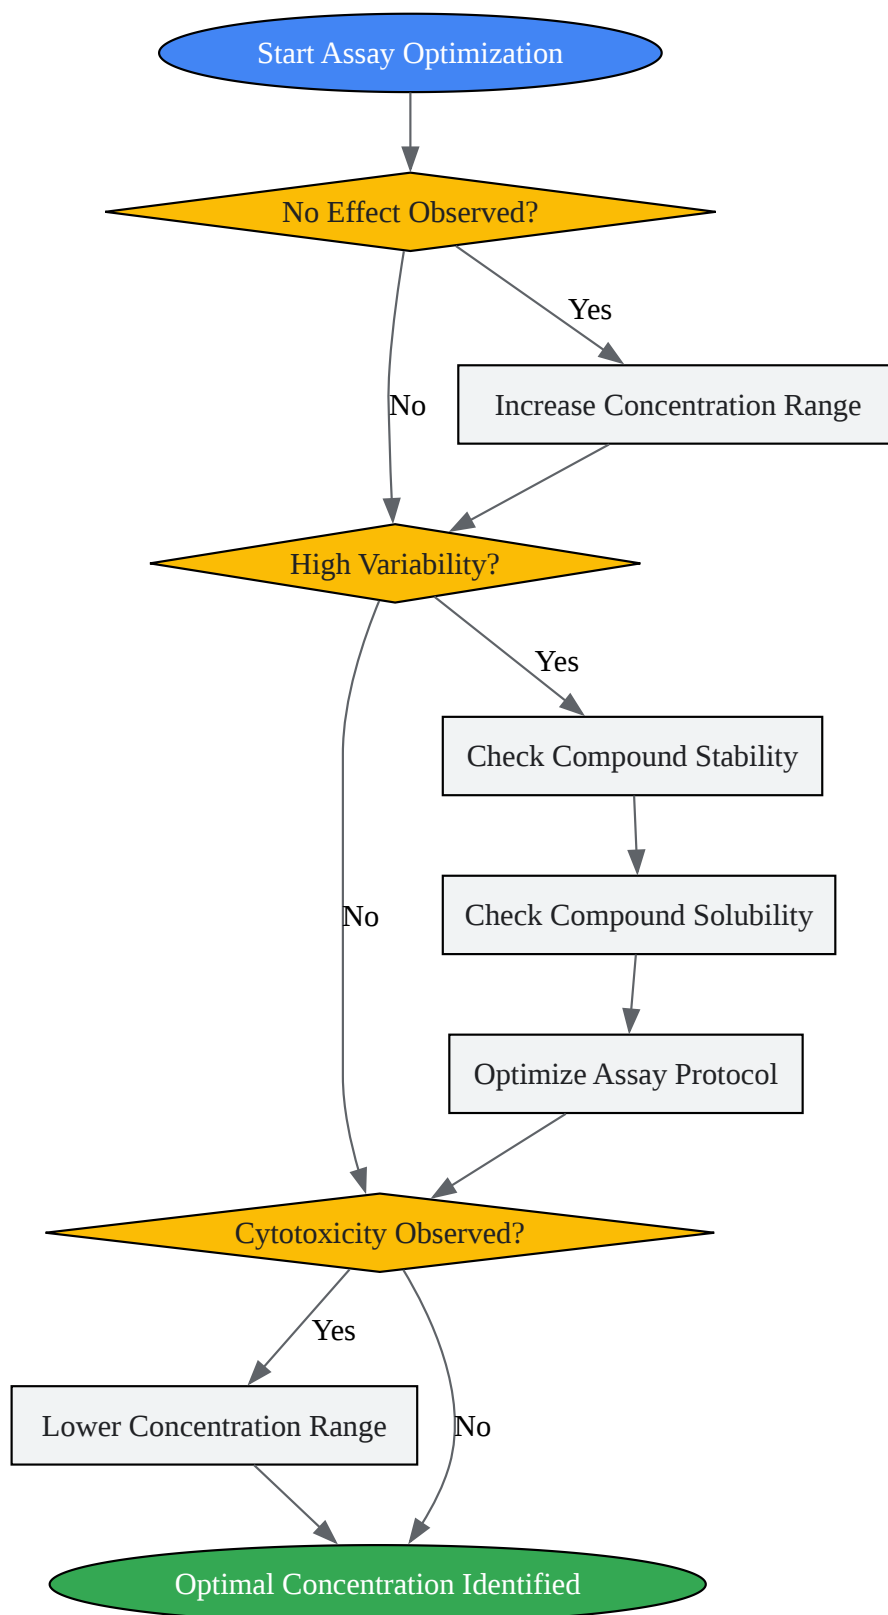 Start Assay Optimization
No Effect Observed?
Yes
No
Increase Concentration Range
High Variability?
Yes
Check Compound Stability
No
Check Compound Solubility
Optimize Assay Protocol
Cytotoxicity Observed?
Yes
Lower Concentration Range
No
Optimal Concentration Identified